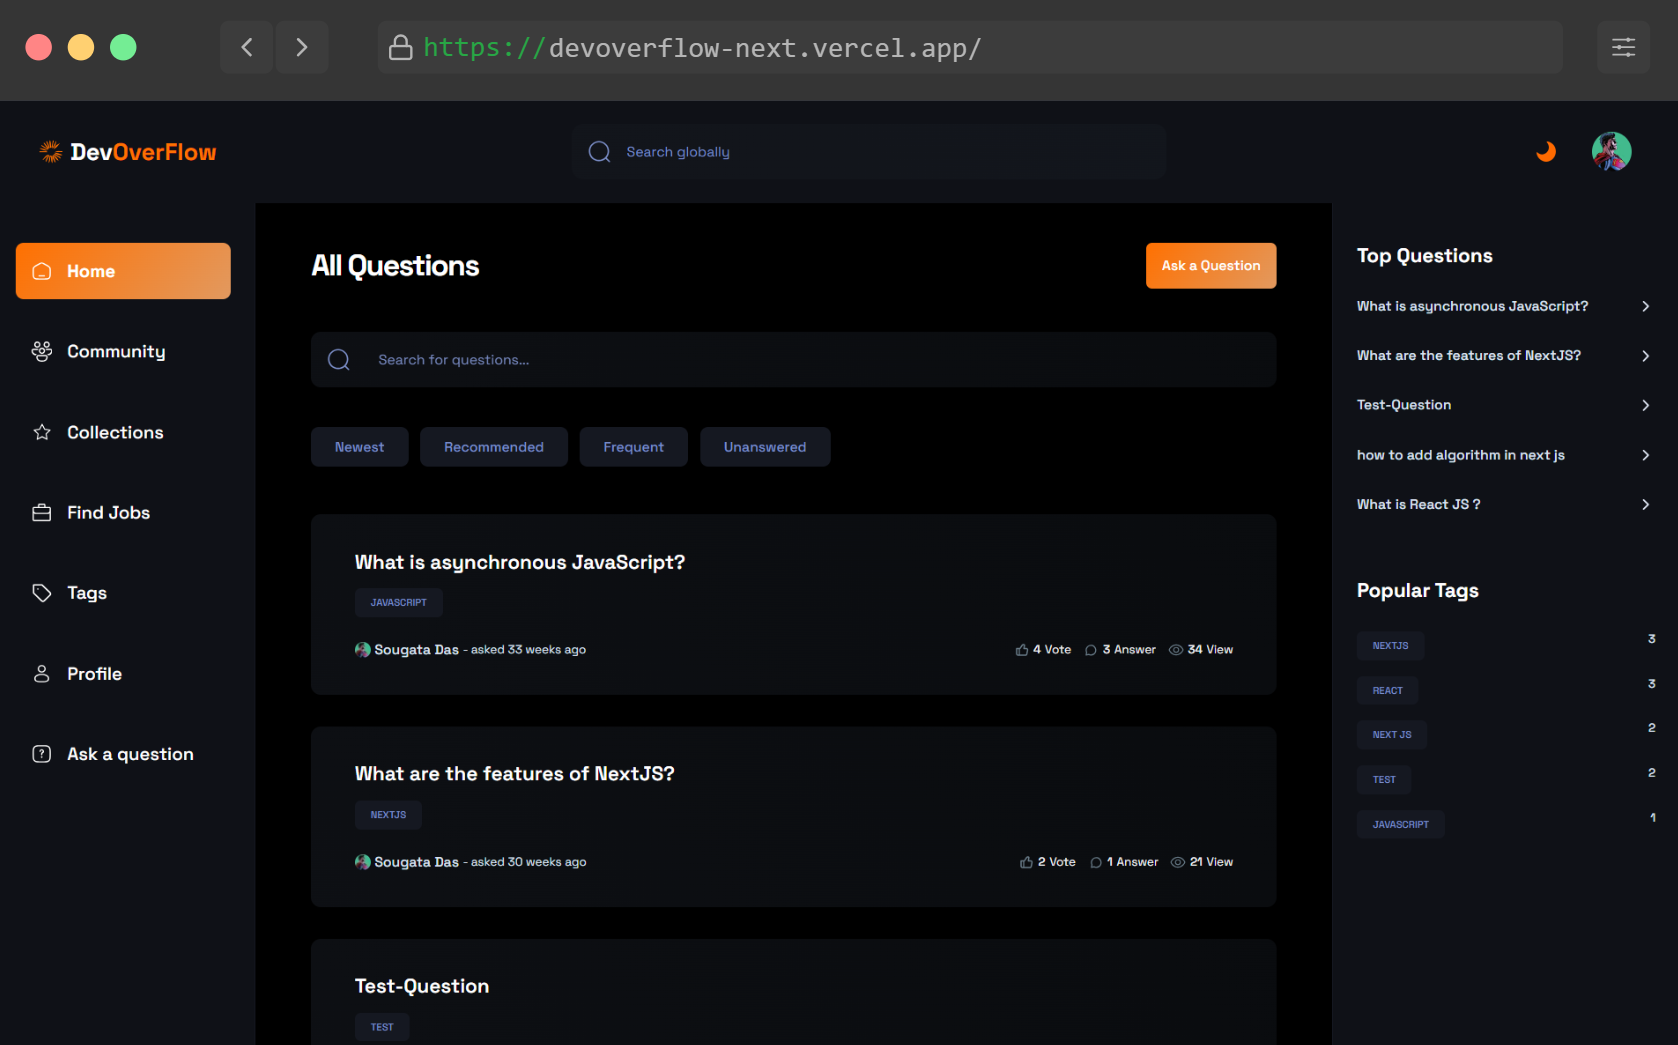 https://devoverflow-next.vercel.app/
DevOverFlow
Search globally
Home
Community
Collections
Find Jobs
Tags
Profile
Ask a question
All Questions
Ask a Question
Search for questions...
Newest
Recommended
Frequent
Unanswered
What is asynchronous JavaScript?
JAVASCRIPT
Sougata Das - asked 33 weeks ago
4 Vote 3 Answer 34 View
What are the features of NextJS?
NEXTJS
Sougata Das - asked 30 weeks ago
2 Vote 1 Answer 21 View
Test-Question
TEST
Top Questions
What is asynchronous JavaScript?
What are the features of NextJS?
Test-Question
how to add algorithm in next js
What is React JS ?
Popular Tags
NEXTJS 3
REACT 3
NEXT JS 2
TEST 2
JAVASCRIPT 1